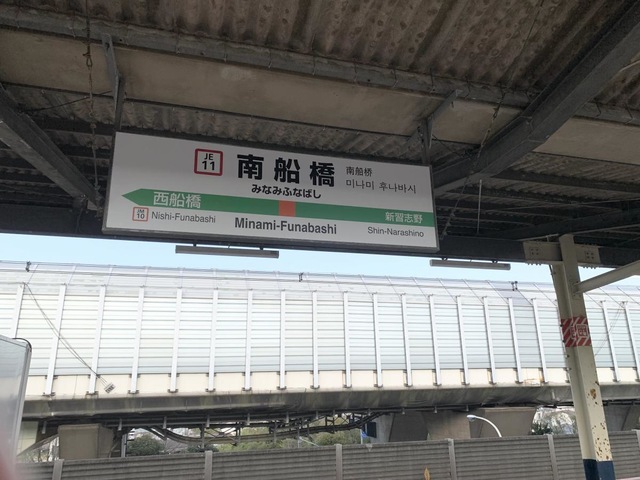 JE
11
南船橋
みなみふなばし
南船桥
미나미 후나바시
西船橋
新習志野
10
Nishi-Funabashi
Minami-Funabashi
Shin-Narashino